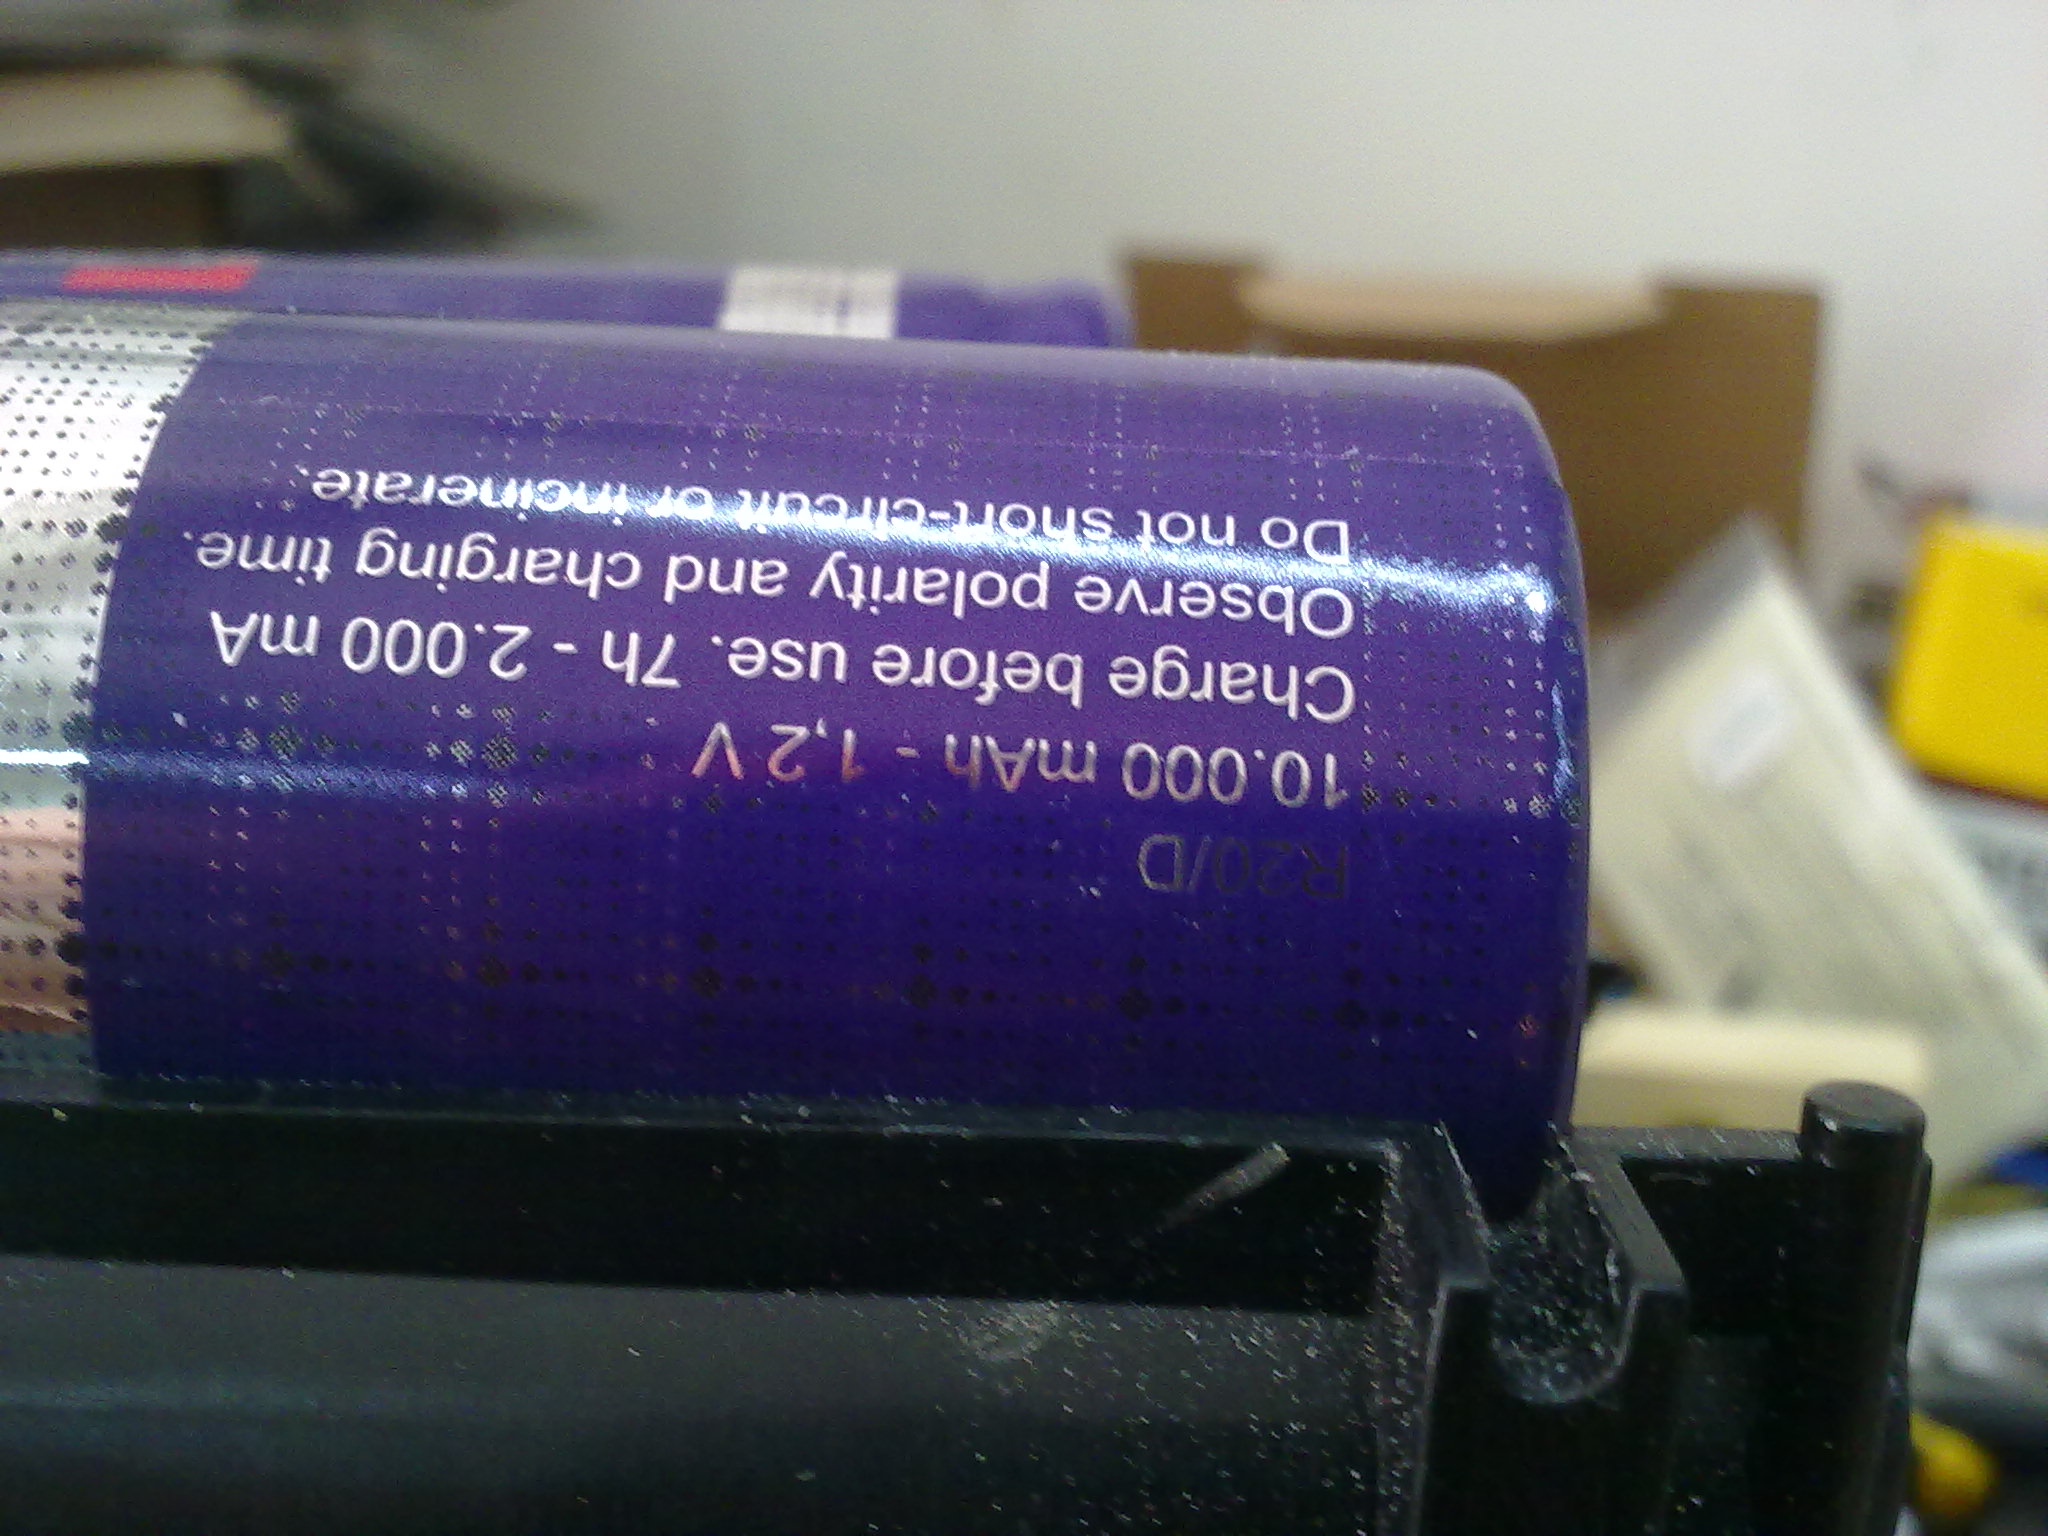 R20/D
10.000 mAh - 1,2 V
Charge before use. 7h - 2.000 mA
Observe polarity and charging time.
Do not short-circuit or incinerate.